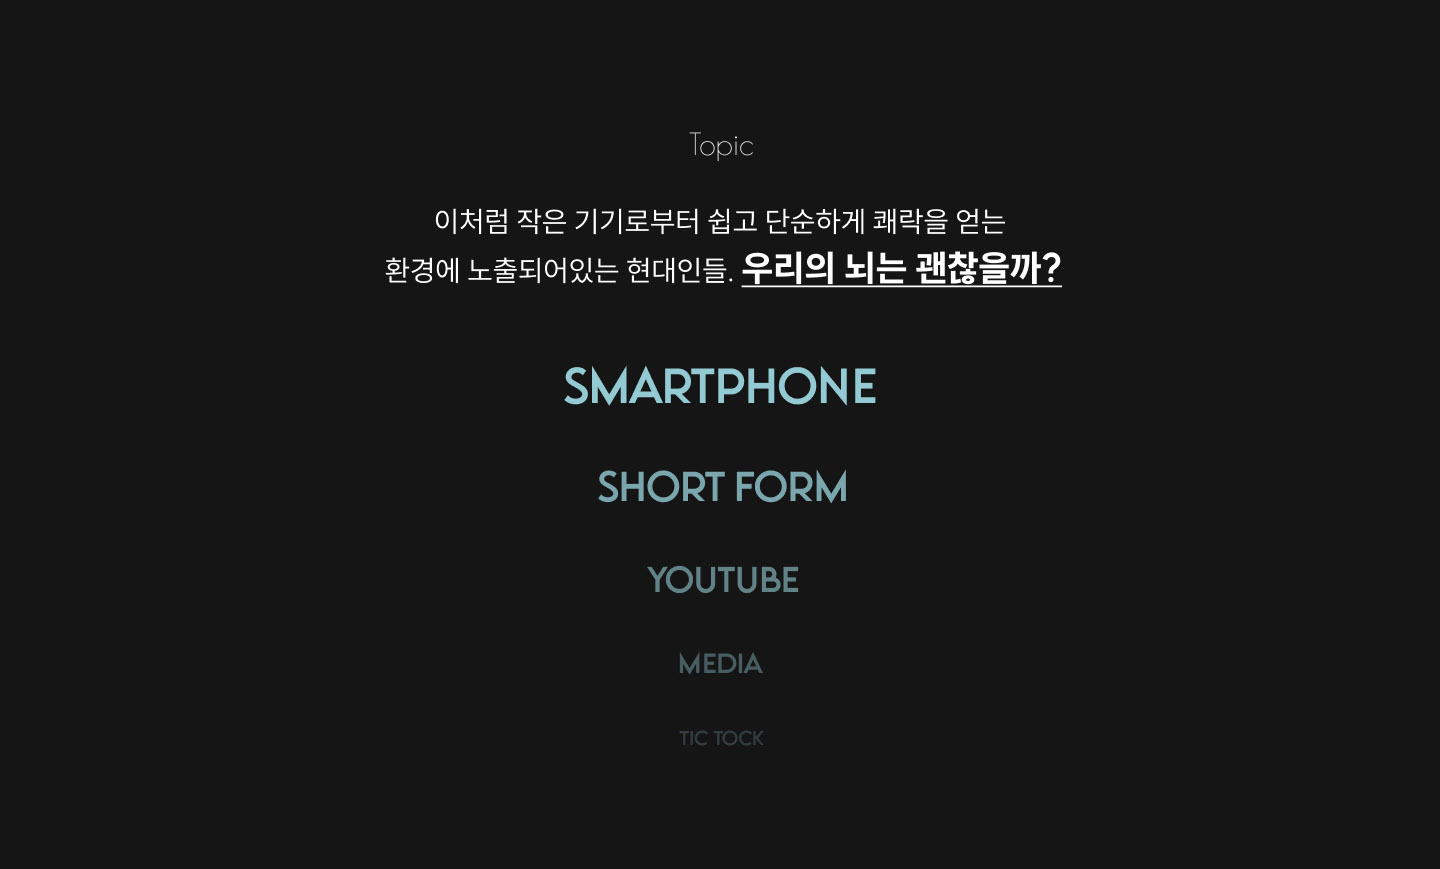 Topic
이처럼 작은 기기로부터 쉽고 단순하게 쾌락을 얻는
환경에 노출되어있는 현대인들. 우리의 뇌는 괜찮을까?
SMARTPHONE
SHORT FORM
YOUTUBE
MEDIA
TIC TOCK